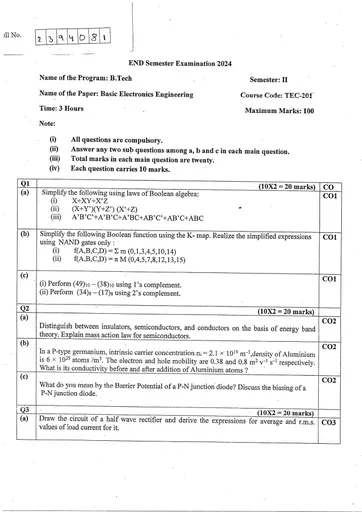 oll No.
2 3 9 4 0 8 1
END Semester Examination 2024
Name of the Program: B.Tech Semester: II
Name of the Paper: Basic Electronics Engineering Course Code: TEC-201
Time: 3 Hours Maximum Marks: 100
Note:
(i) All questions are compulsory.
(ii) Answer any two sub questions among a, b and c in each main question.
(iii) Total marks in each main question are twenty.
(iv) Each question carries 10 marks.
Q1 (10X2 = 20 marks) CO
(a) Simplify the following using laws of Boolean algebra: CO1
(i) X+XY+X'Z
(ii) (X+Y')(Y+Z') (X'+Z)
(iii) A'B'C'+A'B'C+A'BC+AB'C'+AB'C+ABC
(b) Simplify the following Boolean function using the K- map. Realize the simplified expressions CO1
using NAND gates only :
(i) f(A,B,C,D) = Σ m (0,1,3,4,5,10,14)
(ii) f(A,B,C,D) = π M (0,4,5,7,8,12,13,15)
(c) CO1
(i) Perform (49)₁₀ – (38)₁₀ using 1's complement.
(ii) Perform (34)₈ – (17)₈ using 2's complement.
Q2 (10X2 = 20 marks)
(a) CO2
Distinguish between insulators, semiconductors, and conductors on the basis of energy band
theory. Explain mass action law for semiconductors.
(b) CO2
In a P-type germanium, intrinsic carrier concentration nᵢ = 2.1 × 10¹⁹ m⁻³,density of Aluminium
is 6 × 10²³ atoms /m³. The electron and hole mobility are 0.38 and 0.8 m² v⁻¹ s⁻¹ respectively.
What is its conductivity before and after addition of Aluminium atoms ?
(c) CO2
What do you mean by the Barrier Potential of a P-N junction diode? Discuss the biasing of a
P-N junction diode.
Q3 (10X2 = 20 marks)
(a) Draw the circuit of a half wave rectifier and derive the expressions for average and r.m.s. CO3
values of load current for it.